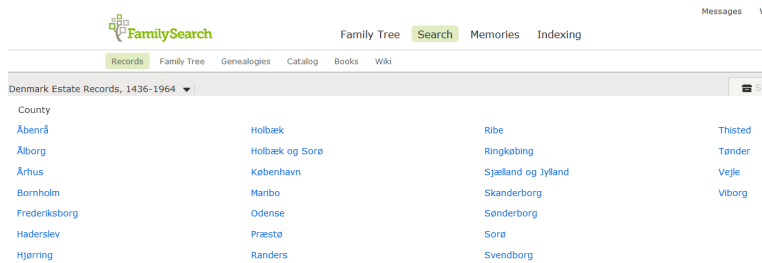 Messages
FamilySearch
Family Tree Search Memories Indexing
Records Family Tree Genealogies Catalog Books Wiki
Denmark Estate Records, 1436-1964
County
Åbenrå Holbæk Ribe Thisted
Ålborg Holbæk og Sorø Ringkøbing Tønder
Århus København Sjælland og Jylland Vejle
Bornholm Maribo Skanderborg Viborg
Frederiksborg Odense Sønderborg
Haderslev Præstø Sorø
Hjørring Randers Svendborg